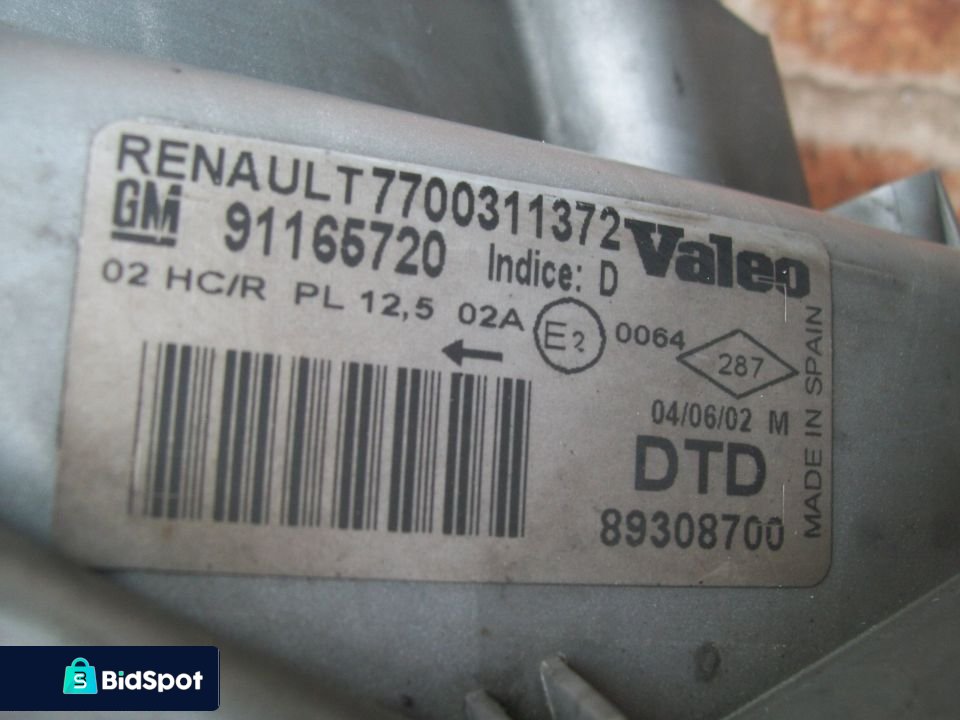 RENAULT 7700311372
GM 91165720 Indice: D Valeo
02 HC/R PL 12,5 02A E2 0064
287
04/06/02 M
DTD
89308700
MADE IN SPAIN
BidSpot